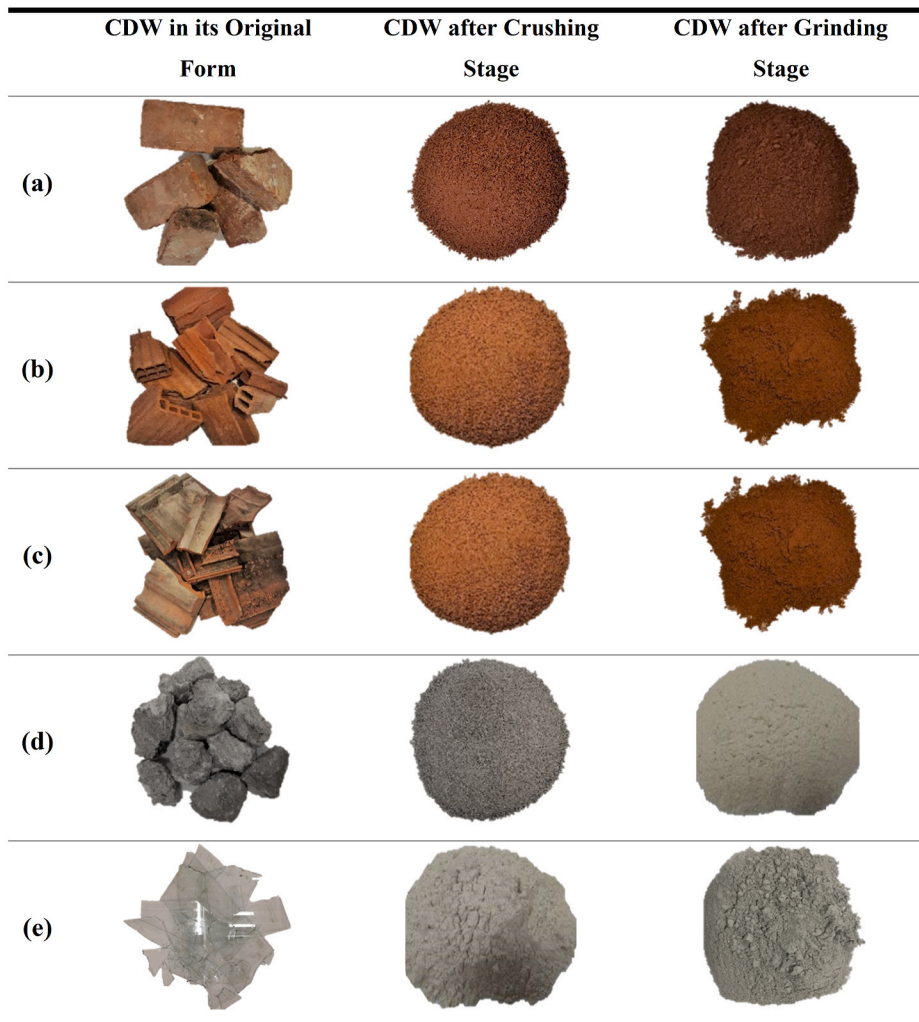 CDW in its Original
Form
CDW after Crushing
Stage
CDW after Grinding
Stage
(a)
(b)
(c)
(d)
(e)